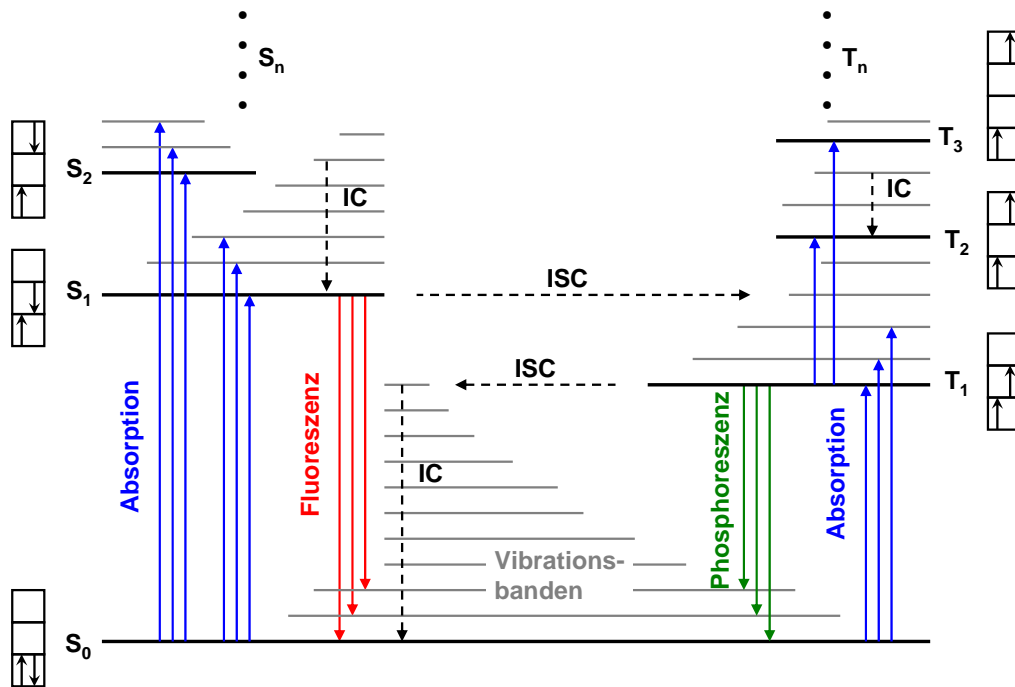 Sₙ
Tₙ
S₂
IC
T₃
IC
T₂
S₁
ISC
ISC
T₁
Absorption
Fluoreszenz
IC
Phosphoreszenz
Absorption
Vibrations-
banden
S₀